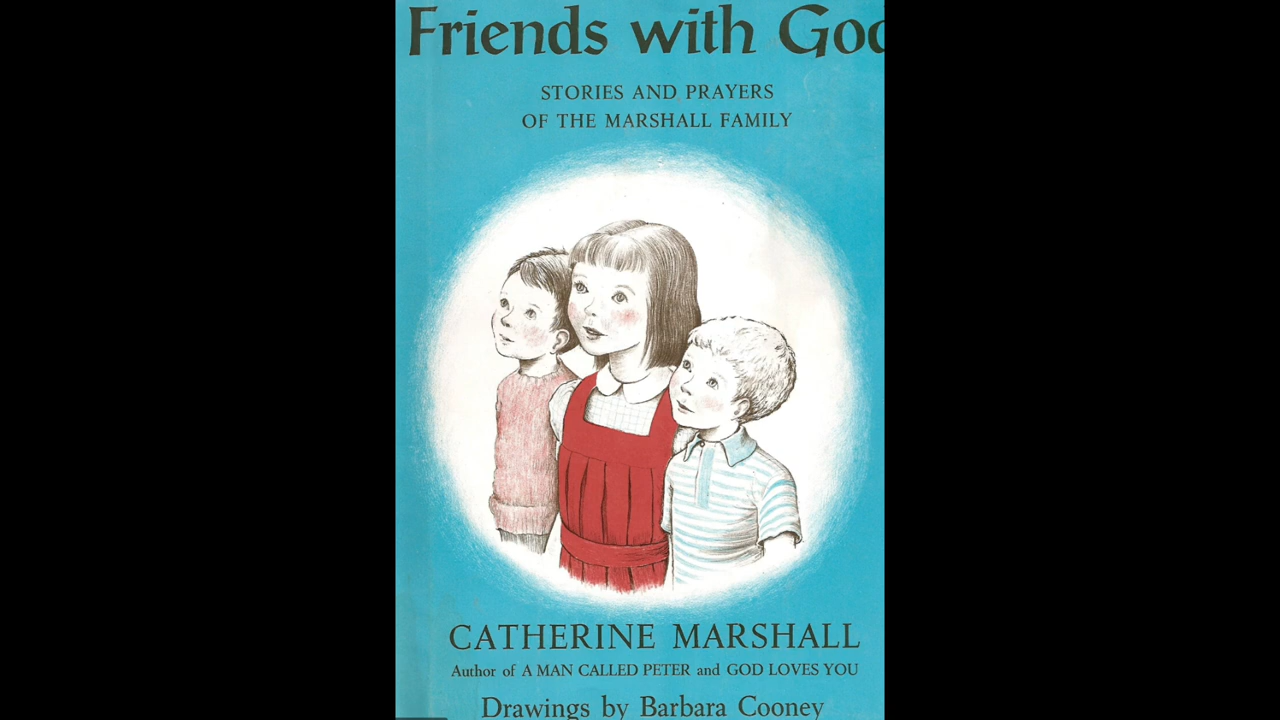 Friends with God
STORIES AND PRAYERS
OF THE MARSHALL FAMILY
CATHERINE MARSHALL
Author of A MAN CALLED PETER and GOD LOVES YOU
Drawings by Barbara Cooney